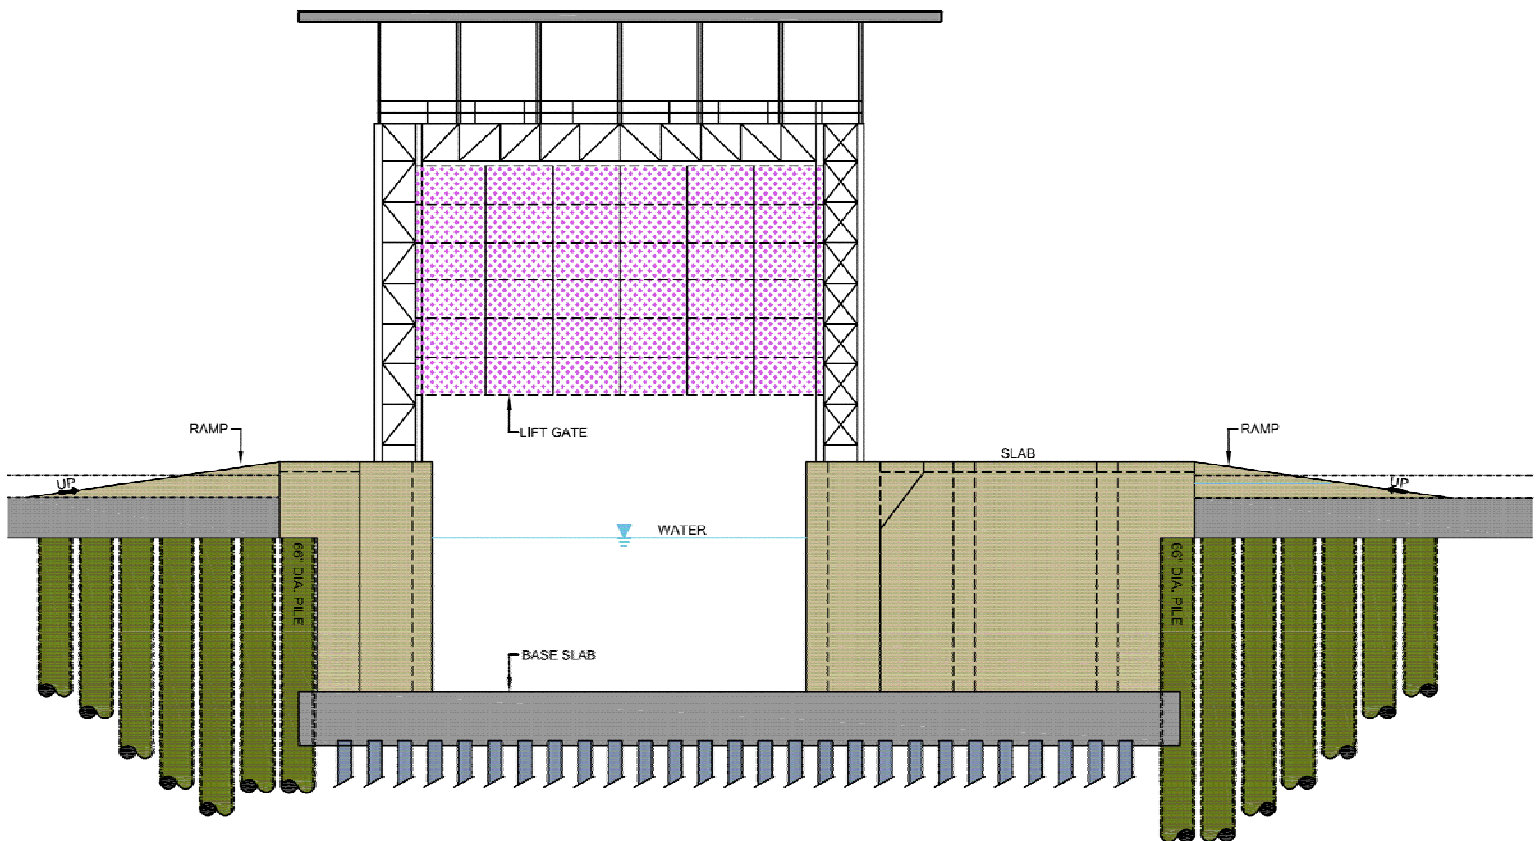 RAMP
LIFT GATE
RAMP
SLAB
UP
UP
WATER
66" DIA. PILE
66" DIA. PILE
BASE SLAB